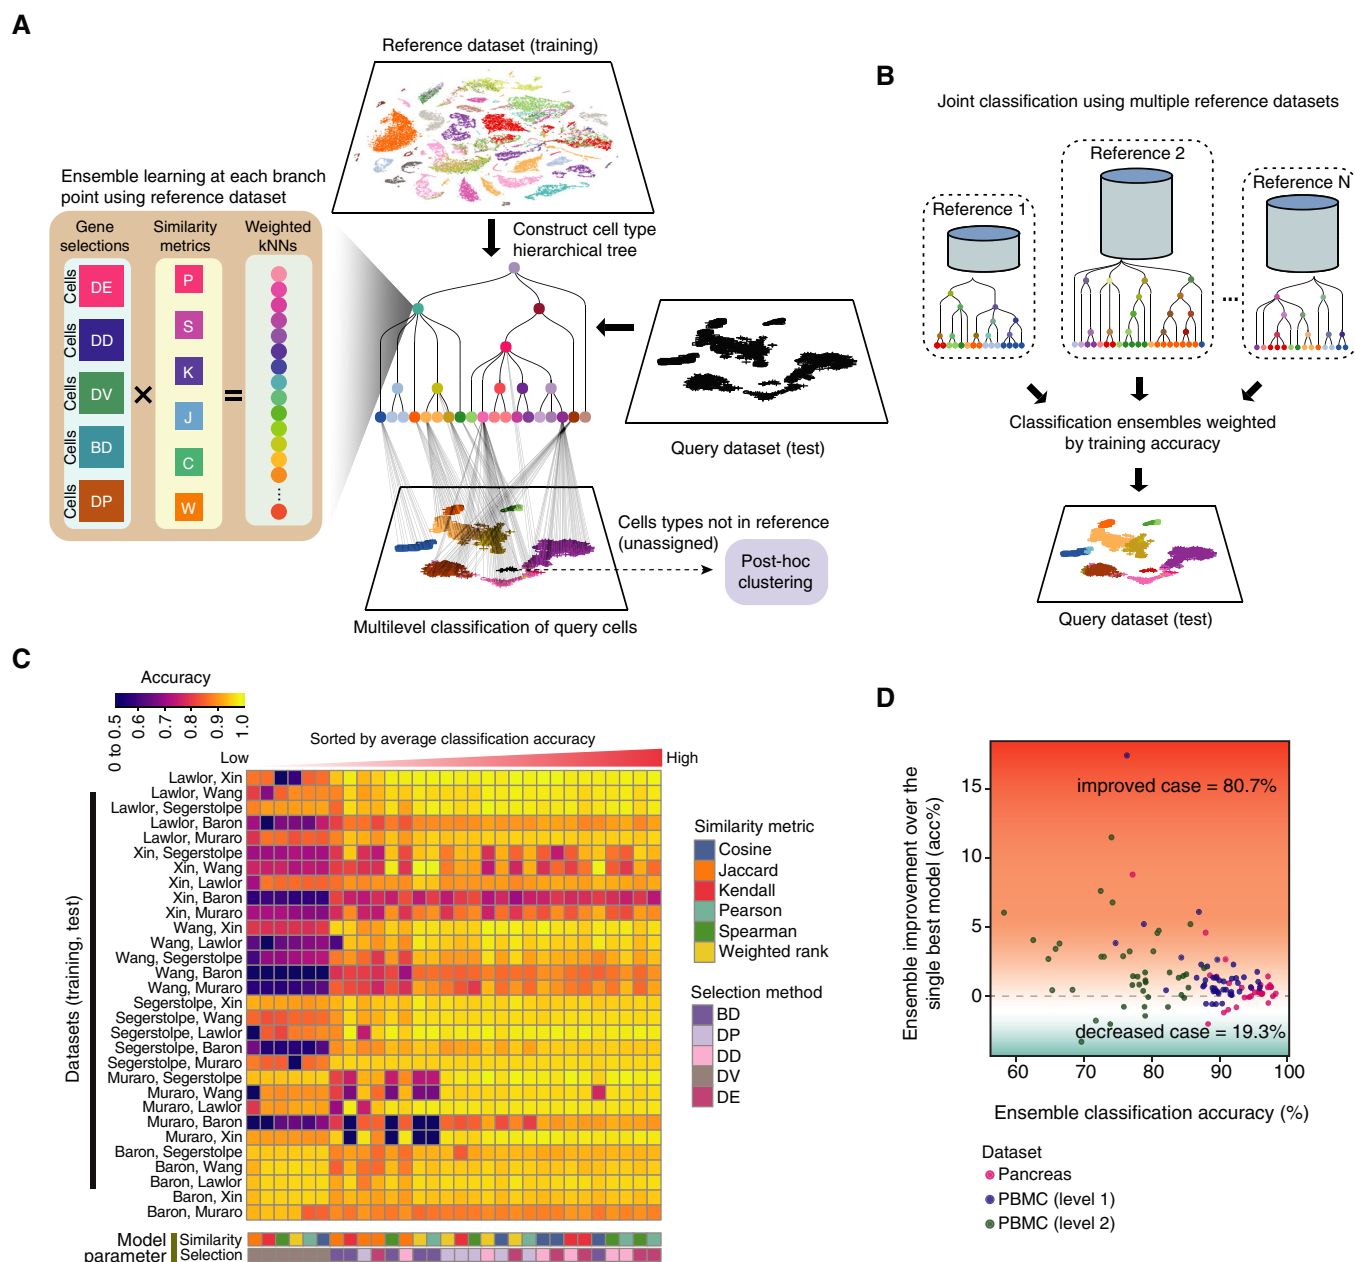 A
Reference dataset (training)
Ensemble learning at each branch
point using reference dataset
Gene
selections
Similarity
metrics
Weighted
kNNs
Cells
DE
Cells
DD
Cells
DV
Cells
BD
Cells
DP
×
P
S
K
J
C
W
=
Construct cell type
hierarchical tree
Query dataset (test)
Cells types not in reference
(unassigned)
Post-hoc
clustering
Multilevel classification of query cells
B
Joint classification using multiple reference datasets
Reference 1
Reference 2
Reference N
...
Classification ensembles weighted
by training accuracy
Query dataset (test)
C
Accuracy
0 to 0.5
0.6
0.7
0.8
0.9
1.0
Sorted by average classification accuracy
Low
High
Datasets (training, test)
Lawlor, Xin
Lawlor, Wang
Lawlor, Segerstolpe
Lawlor, Baron
Lawlor, Muraro
Xin, Segerstolpe
Xin, Wang
Xin, Lawlor
Xin, Baron
Xin, Muraro
Wang, Xin
Wang, Lawlor
Wang, Segerstolpe
Wang, Baron
Wang, Muraro
Segerstolpe, Xin
Segerstolpe, Wang
Segerstolpe, Lawlor
Segerstolpe, Baron
Segerstolpe, Muraro
Muraro, Segerstolpe
Muraro, Wang
Muraro, Lawlor
Muraro, Baron
Muraro, Xin
Baron, Segerstolpe
Baron, Wang
Baron, Lawlor
Baron, Xin
Baron, Muraro
Model
parameter
Similarity
Selection
Similarity metric
Cosine
Jaccard
Kendall
Pearson
Spearman
Weighted rank
Selection method
BD
DP
DD
DV
DE
D
Ensemble improvement over the
single best model (acc%)
15
10
5
0
improved case = 80.7%
decreased case = 19.3%
60
70
80
90
100
Ensemble classification accuracy (%)
Dataset
Pancreas
PBMC (level 1)
PBMC (level 2)